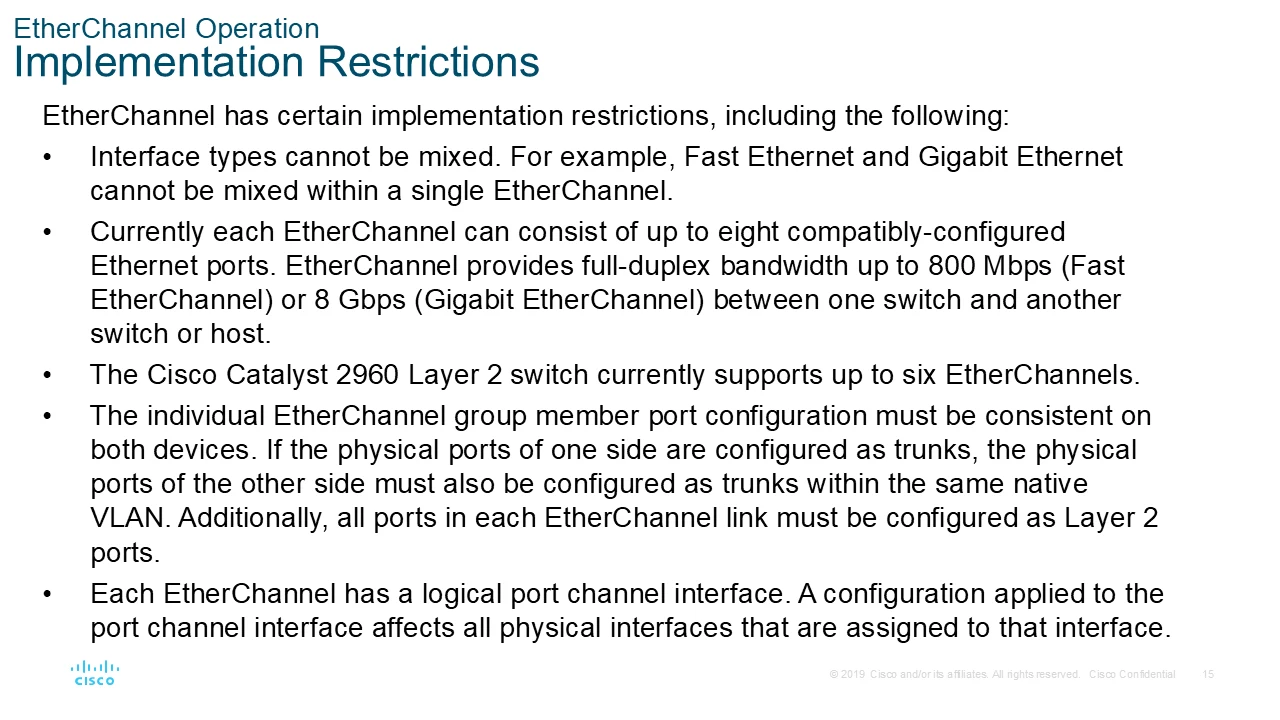 EtherChannel Operation
Implementation Restrictions
EtherChannel has certain implementation restrictions, including the following:
• Interface types cannot be mixed. For example, Fast Ethernet and Gigabit Ethernet
cannot be mixed within a single EtherChannel.
• Currently each EtherChannel can consist of up to eight compatibly-configured
Ethernet ports. EtherChannel provides full-duplex bandwidth up to 800 Mbps (Fast
EtherChannel) or 8 Gbps (Gigabit EtherChannel) between one switch and another
switch or host.
• The Cisco Catalyst 2960 Layer 2 switch currently supports up to six EtherChannels.
• The individual EtherChannel group member port configuration must be consistent on
both devices. If the physical ports of one side are configured as trunks, the physical
ports of the other side must also be configured as trunks within the same native
VLAN. Additionally, all ports in each EtherChannel link must be configured as Layer 2
ports.
• Each EtherChannel has a logical port channel interface. A configuration applied to the
port channel interface affects all physical interfaces that are assigned to that interface.
CISCO
© 2019 Cisco and/or its affiliates. All rights reserved. Cisco Confidential 15